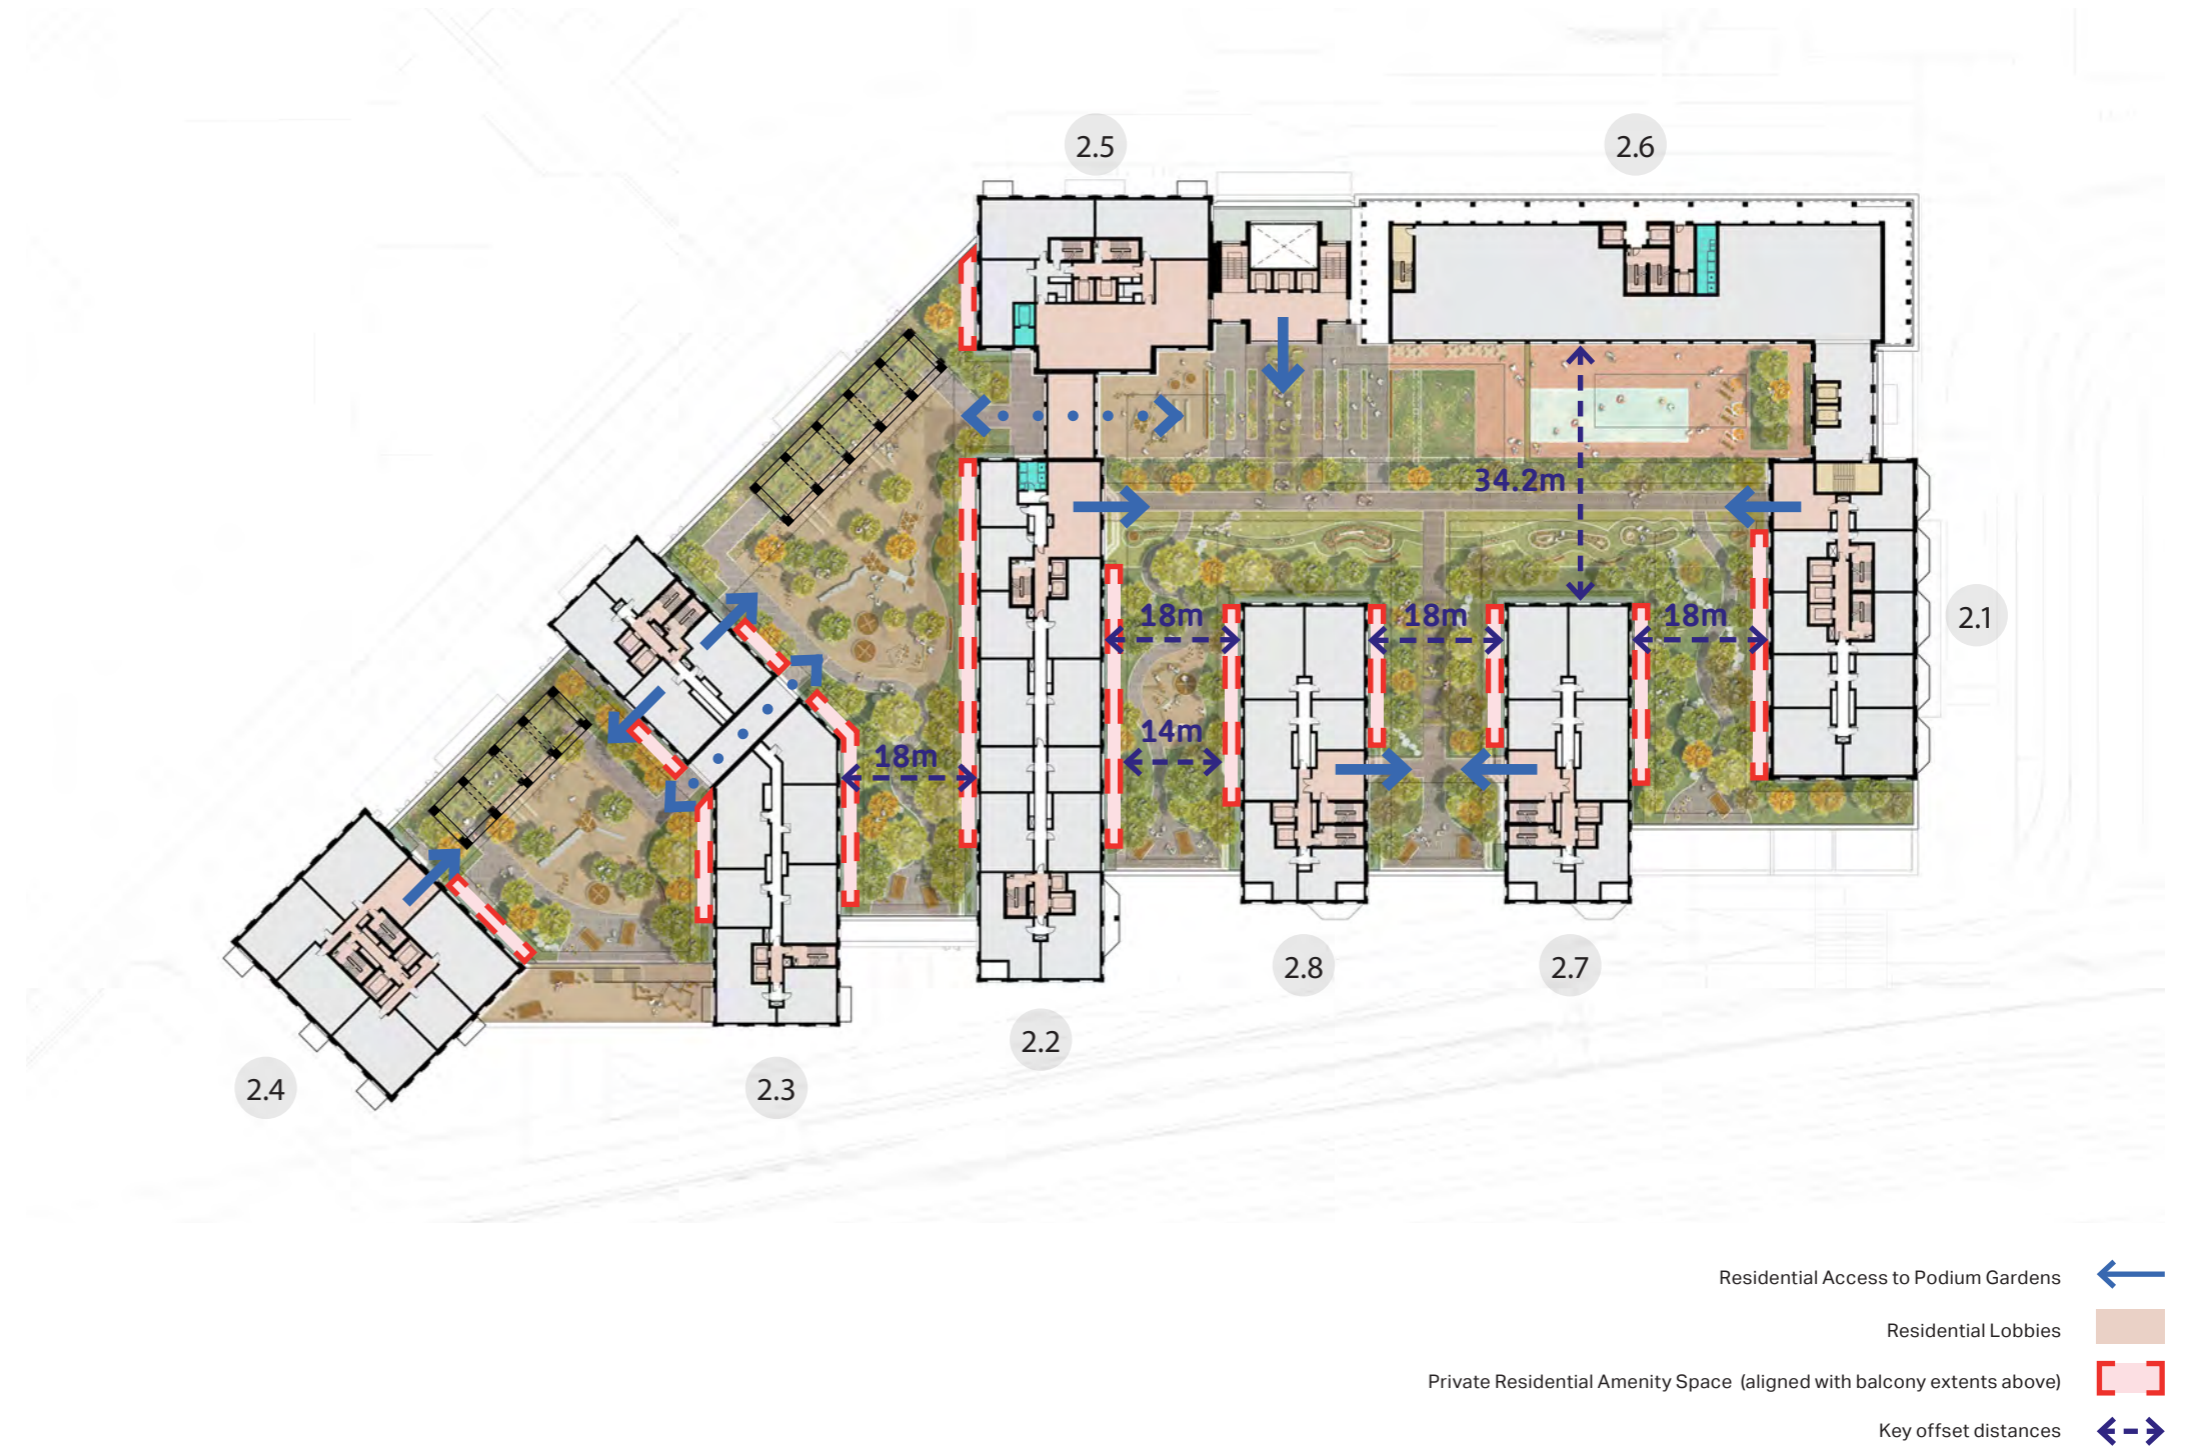 2.5
2.6
34.2m
18m
18m
18m
2.1
14m
18m
2.8
2.7
2.2
2.4
2.3
Residential Access to Podium Gardens
Residential Lobbies
Private Residential Amenity Space (aligned with balcony extents above)
Key offset distances